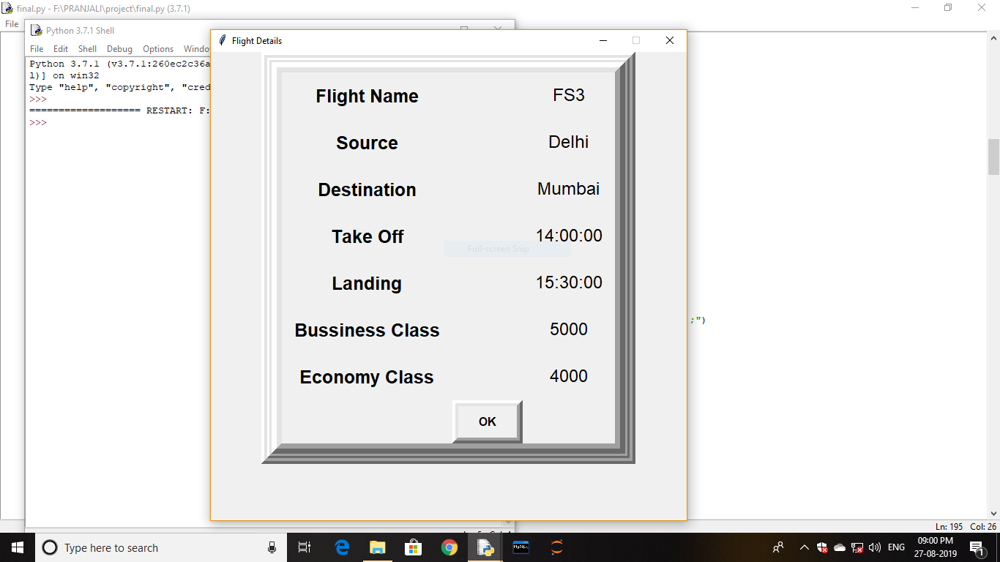 final.py - F:\PRANJALI\project\final.py (3.7.1)
File
Python 3.7.1 Shell
File Edit Shell Debug Options Window
Python 3.7.1 (v3.7.1:260ec2c36a
l)] on win32
Type "help", "copyright", "cred
>>>
=================== RESTART: F:
>>>
Flight Details
Flight Name FS3
Source Delhi
Destination Mumbai
Take Off 14:00:00
Full-screen Snip
Landing 15:30:00
Bussiness Class 5000
Economy Class 4000
OK
;")
Ln: 195 Col: 26
Type here to search
ENG
09:00 PM
27-08-2019
1